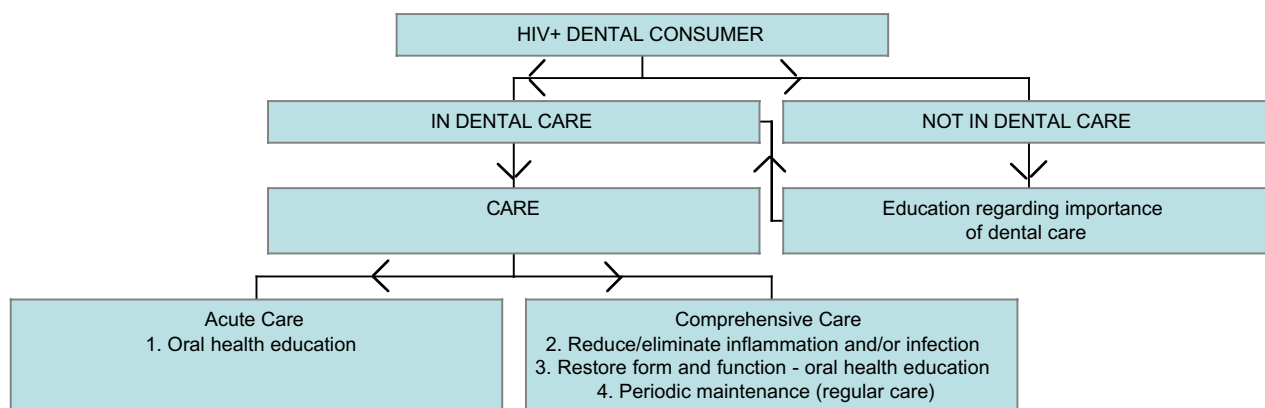 HIV+ DENTAL CONSUMER
IN DENTAL CARE
NOT IN DENTAL CARE
CARE
Education regarding importance
of dental care
Acute Care
1. Oral health education
Comprehensive Care
2. Reduce/eliminate inflammation and/or infection
3. Restore form and function - oral health education
4. Periodic maintenance (regular care)